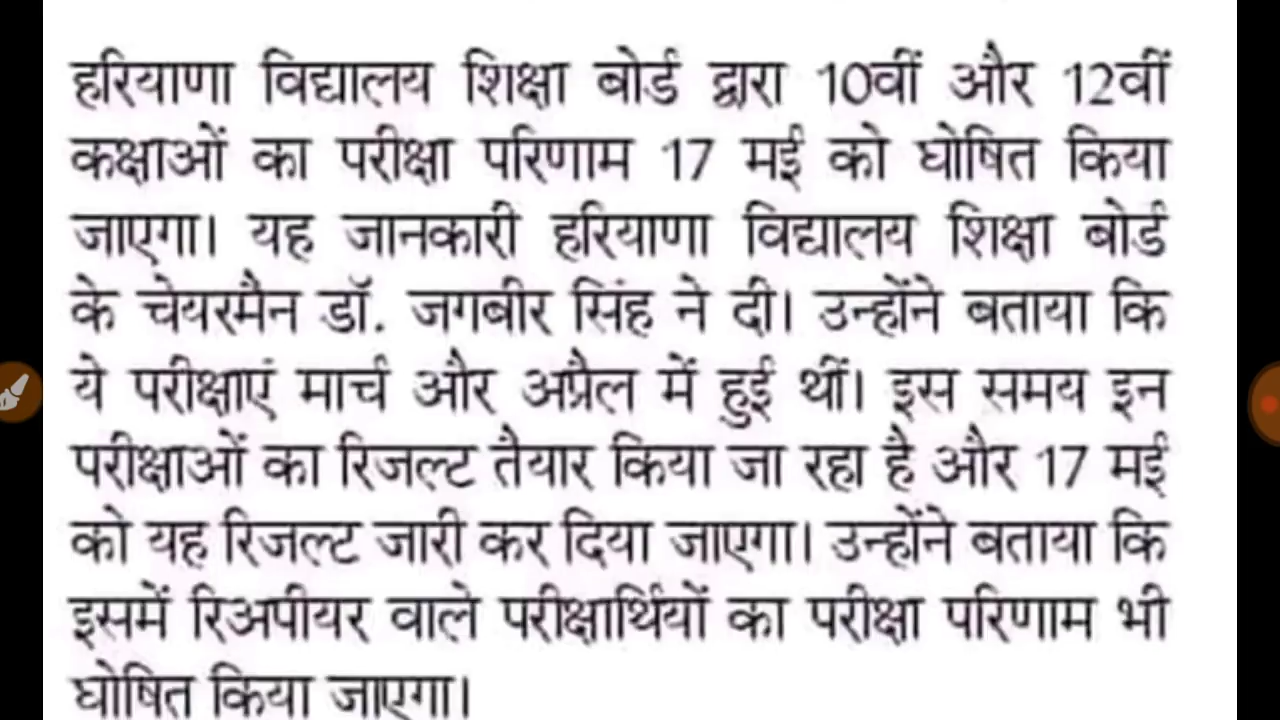 हरियाणा विद्यालय शिक्षा बोर्ड द्वारा 10वीं और 12वीं
कक्षाओं का परीक्षा परिणाम 17 मई को घोषित किया
जाएगा। यह जानकारी हरियाणा विद्यालय शिक्षा बोर्ड
के चेयरमैन डॉ. जगबीर सिंह ने दी। उन्होंने बताया कि
ये परीक्षाएं मार्च और अप्रैल में हुई थीं। इस समय इन
परीक्षाओं का रिजल्ट तैयार किया जा रहा है और 17 मई
को यह रिजल्ट जारी कर दिया जाएगा। उन्होंने बताया कि
इसमें रिअपीयर वाले परीक्षार्थियों का परीक्षा परिणाम भी
घोषित किया जाएगा।